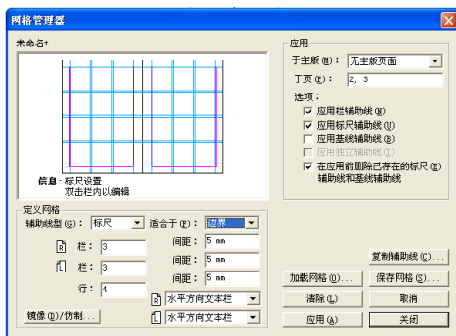 网格管理器
未命名+
信息: 标尺设置
双击栏内以编辑
定义网格
辅助线型(G): 标尺 适合于(F): 边界
栏: 3 间距: 5 mm
栏: 3 间距: 5 mm
行: 4 间距: 5 mm
水平方向文本栏
镜像(D)/仿制... 水平方向文本栏
应用
于主版(M): 无主版页面
于页(P): 2, 3
选项:
应用栏辅助线(N)
应用标尺辅助线(U)
应用基线辅助线(B)
应用独立辅助线(I)
在应用前删除已存在的标尺(E)
辅助线和基线辅助线
复制辅助线(C)...
加载网格(O)... 保存网格(S)...
清除(L) 取消
应用(A) 关闭